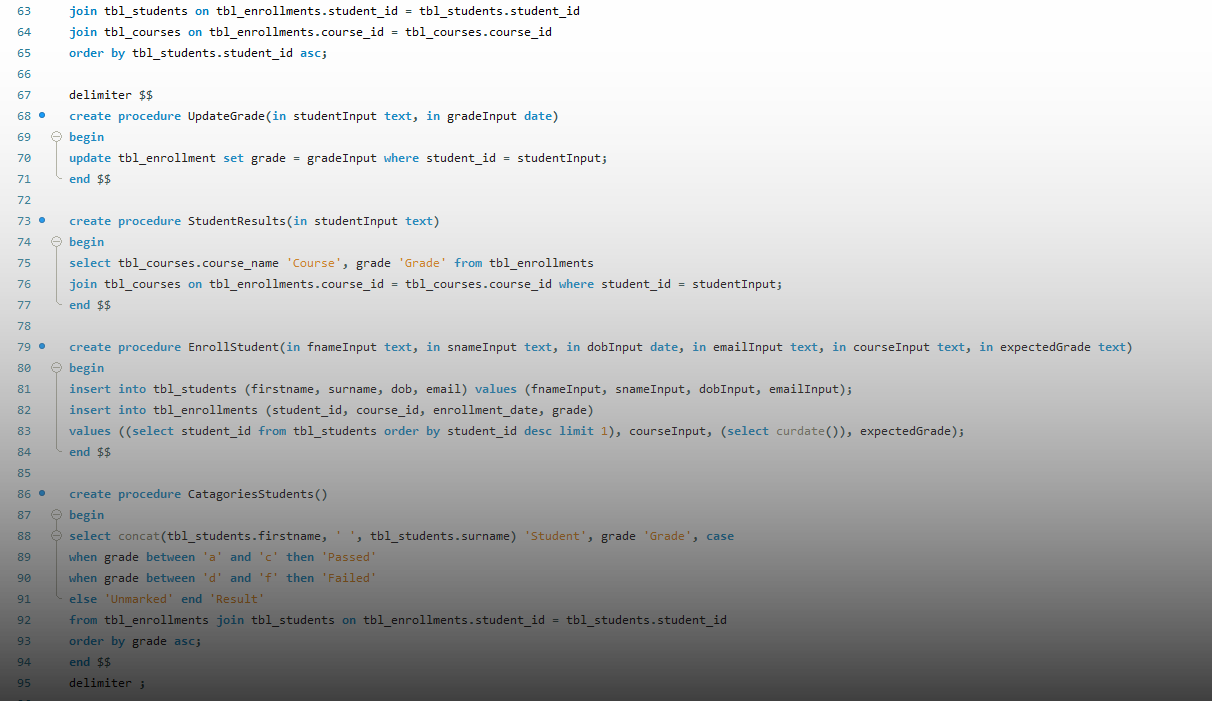 63 join tbl_students on tbl_enrollments.student_id = tbl_students.student_id
64 join tbl_courses on tbl_enrollments.course_id = tbl_courses.course_id
65 order by tbl_students.student_id asc;
66
67 delimiter $$
68 create procedure UpdateGrade(in studentInput text, in gradeInput date)
69 begin
70 update tbl_enrollment set grade = gradeInput where student_id = studentInput;
71 end $$
72
73 create procedure StudentResults(in studentInput text)
74 begin
75 select tbl_courses.course_name 'Course', grade 'Grade' from tbl_enrollments
76 join tbl_courses on tbl_enrollments.course_id = tbl_courses.course_id where student_id = studentInput;
77 end $$
78
79 create procedure EnrollStudent(in fnameInput text, in snameInput text, in dobInput date, in emailInput text, in courseInput text, in expectedGrade text)
80 begin
81 insert into tbl_students (firstname, surname, dob, email) values (fnameInput, snameInput, dobInput, emailInput);
82 insert into tbl_enrollments (student_id, course_id, enrollment_date, grade)
83 values ((select student_id from tbl_students order by student_id desc limit 1), courseInput, (select curdate()), expectedGrade);
84 end $$
85
86 create procedure CatagoriesStudents()
87 begin
88 select concat(tbl_students.firstname, ' ', tbl_students.surname) 'Student', grade 'Grade', case
89 when grade between 'a' and 'c' then 'Passed'
90 when grade between 'd' and 'f' then 'Failed'
91 else 'Unmarked' end 'Result'
92 from tbl_enrollments join tbl_students on tbl_enrollments.student_id = tbl_students.student_id
93 order by grade asc;
94 end $$
95 delimiter ;